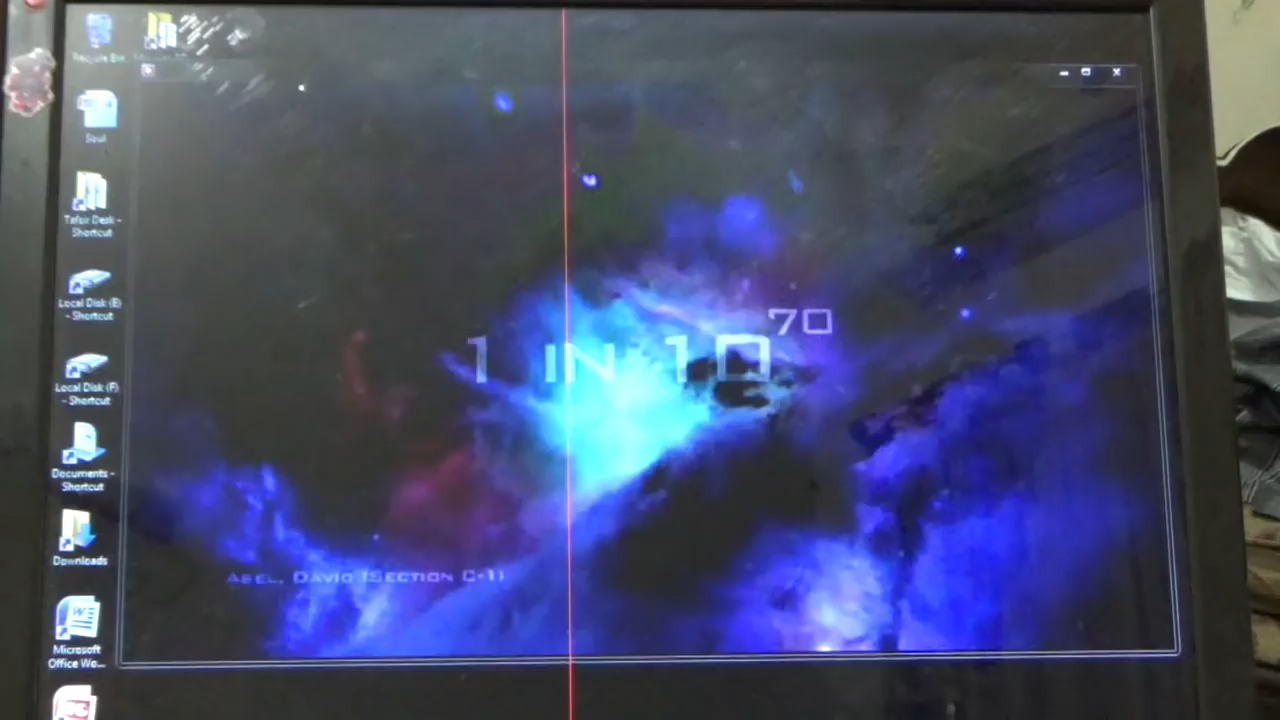 Recycle Bin
Soul
Tafsir Desk -
Shortcut
Local Disk (E)
- Shortcut
Local Disk (F)
- Shortcut
Documents -
Shortcut
Downloads
Microsoft
Office Wo...
1 IN 10
70
ABEL, DAVID (SECTION C-1)